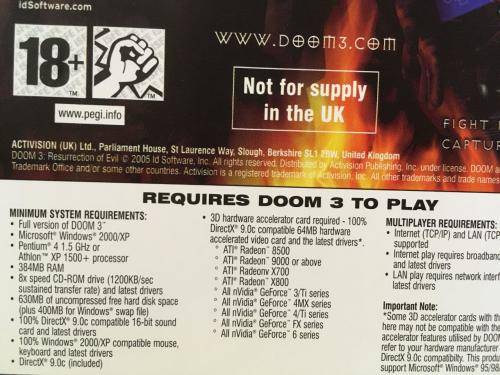 idSoftware.com
WWW.DOOM3.COM
18+
TM
TM
www.pegi.info
Not for supply
in the UK
FIGHT
CAPTUR
ACTIVISION (UK) Ltd., Parliament House, St Laurence Way, Slough, Berkshire SL1 2BW, United Kingdom
DOOM 3: Resurrection of Evil © 2005 Id Software, Inc. All rights reserved. Distributed by Activision Publishing, Inc. under license. DOOM a
Trademark Office and/or some other countries. Activision is a registered trademark of Activision, Inc. All other trademarks and trade names
REQUIRES DOOM 3 TO PLAY
MINIMUM SYSTEM REQUIREMENTS:
• Full version of DOOM 3™
• Microsoft® Windows® 2000/XP
• Pentium® 4 1.5 GHz or
Athlon™ XP 1500+ processor
• 384MB RAM
• 8x speed CD-ROM drive (1200KB/sec
sustained transfer rate) and latest drivers
• 630MB of uncompressed free hard disk space
(plus 400MB for Windows® swap file)
• 100% DirectX® 9.0c compatible 16-bit sound
card and latest drivers
• 100% Windows® 2000/XP compatible mouse,
keyboard and latest drivers
• DirectX® 9.0c (included)
• 3D hardware accelerator card required - 100%
DirectX® 9.0c compatible 64MB hardware
accelerated video card and the latest drivers*.
° ATI® Radeon™ 8500
° ATI® Radeon™ 9000 or above
° ATI® Radeon™ X700
° ATI® Radeon™ X800
° All nVidia® GeForce™ 3/Ti series
° All nVidia® GeForce™ 4MX series
° All nVidia® GeForce™ 4/Ti series
° All nVidia® GeForce™ FX series
° All nVidia® GeForce™ 6 series
MULTIPLAYER REQUIREMENTS:
• Internet (TCP/IP) and LAN (TCP
supported
• Internet play requires broadband
and latest drivers
• LAN play requires network interf
latest drivers
Important Note:
*Some 3D accelerator cards with th
here may not be compatible with the
accelerator features utilised by DOOM
refer to your hardware manufacturer
DirectX® 9.0c compatibilty. This produ
support Microsoft® Windows® 95/98/